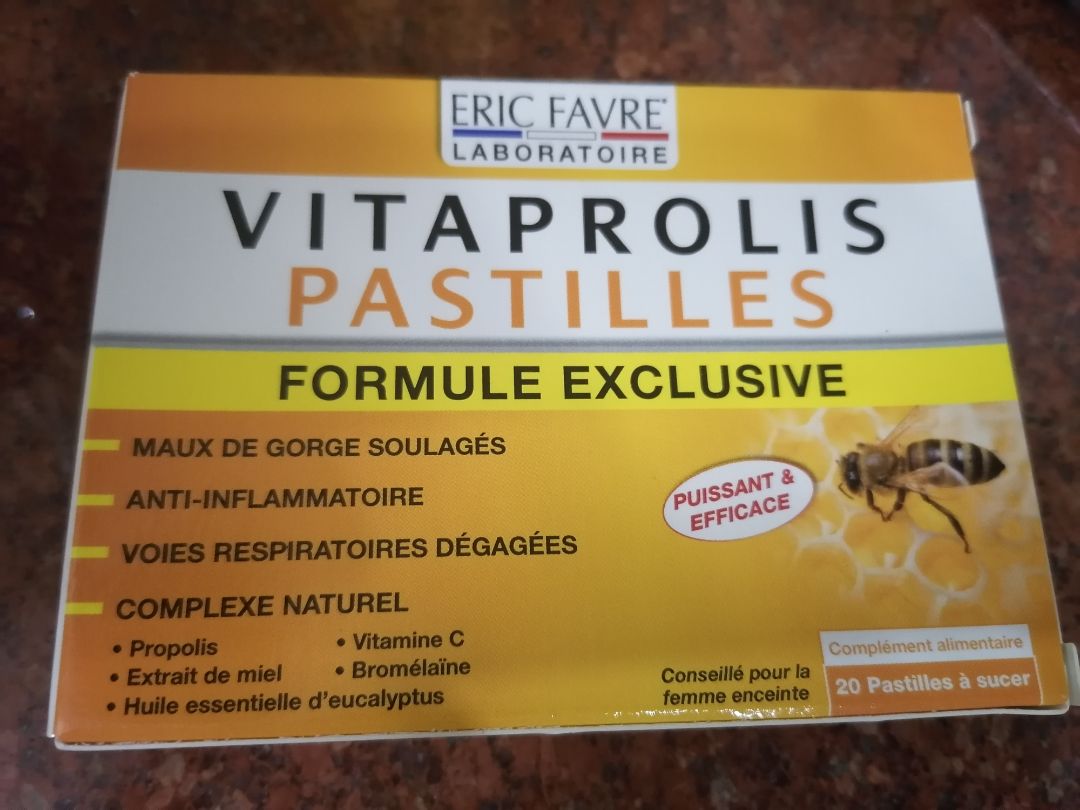 ERIC FAVRE
LABORATOIRE
VITAPROLIS
PASTILLES
FORMULE EXCLUSIVE
MAUX DE GORGE SOULAGÉS
ANTI-INFLAMMATOIRE
VOIES RESPIRATOIRES DÉGAGÉES
COMPLEXE NATUREL
• Propolis
• Vitamine C
• Extrait de miel
• Bromélaïne
• Huile essentielle d'eucalyptus
PUISSANT &
EFFICACE
Conseillé pour la
femme enceinte
Complément alimentaire
20 Pastilles à sucer